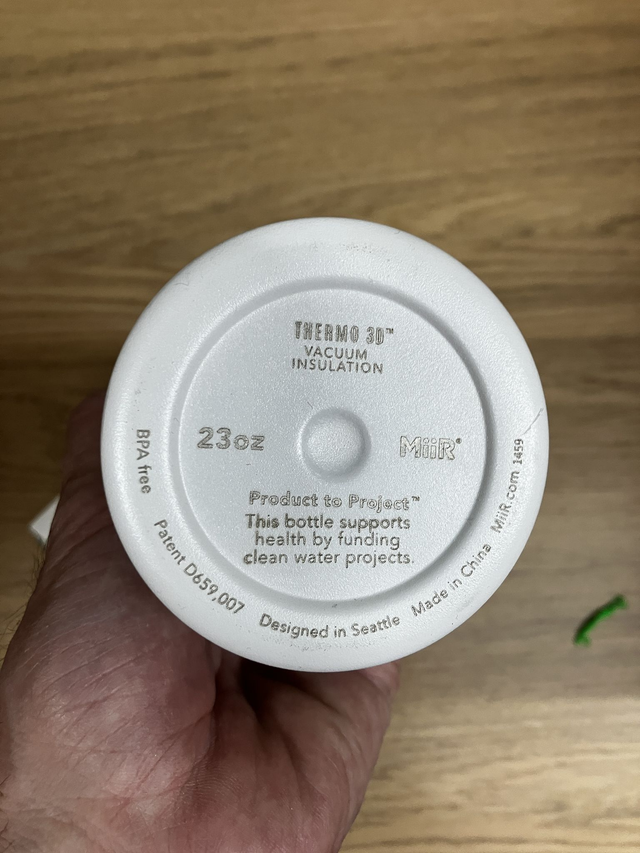 THERMO 3D™
VACUUM
INSULATION
23oz
MiiR®
Product to Project™
This bottle supports
health by funding
clean water projects.
BPA free
Patent D659,007
Designed in Seattle
Made in China
MiiR.com 1459